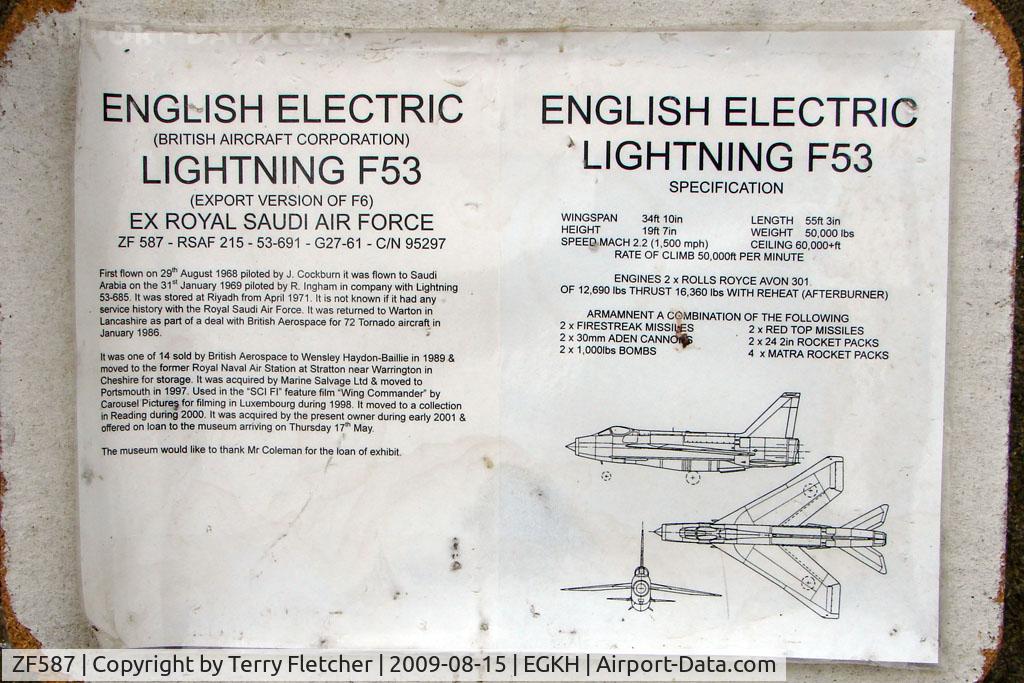 ENGLISH ELECTRIC
(BRITISH AIRCRAFT CORPORATION)
LIGHTNING F53
(EXPORT VERSION OF F6)
EX ROYAL SAUDI AIR FORCE
ZF 587 - RSAF 215 - 53-691 - G27-61 - C/N 95297
First flown on 29th August 1968 piloted by J. Cockburn it was flown to Saudi
Arabia on the 31st January 1969 piloted by R. Ingham in company with Lightning
53-685. It was stored at Riyadh from April 1971. It is not known if it had any
service history with the Royal Saudi Air Force. It was returned to Warton in
Lancashire as part of a deal with British Aerospace for 72 Tornado aircraft in
January 1986.
It was one of 14 sold by British Aerospace to Wensley Haydon-Baillie in 1989 &
moved to the former Royal Naval Air Station at Stratton near Warrington in
Cheshire for storage. It was acquired by Marine Salvage Ltd & moved to
Portsmouth in 1997. Used in the "SCI FI" feature film "Wing Commander" by
Carousel Pictures for filming in Luxembourg during 1998. It moved to a collection
in Reading during 2000. It was acquired by the present owner during early 2001 &
offered on loan to the museum arriving on Thursday 17th May.
The museum would like to thank Mr Coleman for the loan of exhibit.
ENGLISH ELECTRIC
LIGHTNING F53
SPECIFICATION
WINGSPAN 34ft 10in LENGTH 55ft 3in
HEIGHT 19ft 7in WEIGHT 50,000 lbs
SPEED MACH 2.2 (1,500 mph) CEILING 60,000+ft
RATE OF CLIMB 50,000ft PER MINUTE
ENGINES 2 x ROLLS ROYCE AVON 301
OF 12,690 lbs THRUST 16,360 lbs WITH REHEAT (AFTERBURNER)
ARMAMNENT A COMBINATION OF THE FOLLOWING
2 x FIRESTREAK MISSILES 2 x RED TOP MISSILES
2 x 30mm ADEN CANNONS 2 x 24 2in ROCKET PACKS
2 x 1,000lbs BOMBS 4 x MATRA ROCKET PACKS
AIRPORT-DATA.COM
ZF587 | Copyright by Terry Fletcher | 2009-08-15 | EGKH | Airport-Data.com